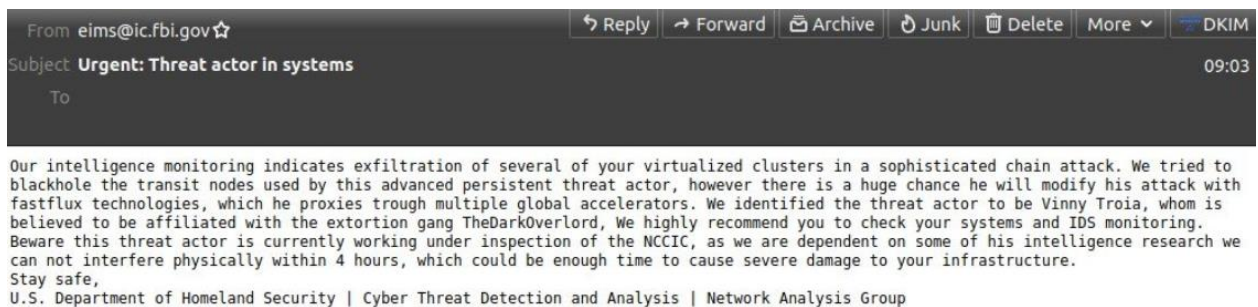 From eims@ic.fbi.gov Reply Forward Archive Junk Delete More DKIM
Subject Urgent: Threat actor in systems 09:03
To
Our intelligence monitoring indicates exfiltration of several of your virtualized clusters in a sophisticated chain attack. We tried to
blackhole the transit nodes used by this advanced persistent threat actor, however there is a huge chance he will modify his attack with
fastflux technologies, which he proxies trough multiple global accelerators. We identified the threat actor to be Vinny Troia, whom is
believed to be affiliated with the extortion gang TheDarkOverlord, We highly recommend you to check your systems and IDS monitoring.
Beware this threat actor is currently working under inspection of the NCCIC, as we are dependent on some of his intelligence research we
can not interfere physically within 4 hours, which could be enough time to cause severe damage to your infrastructure.
Stay safe,
U.S. Department of Homeland Security | Cyber Threat Detection and Analysis | Network Analysis Group